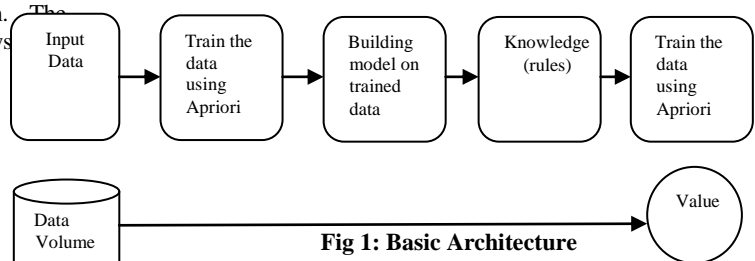 The
Input
Data
Train the
data
using
Apriori
Building
model on
trained
data
Knowledge
(rules)
Train the
data
using
Apriori
Data
Volume
Value
Fig 1: Basic Architecture